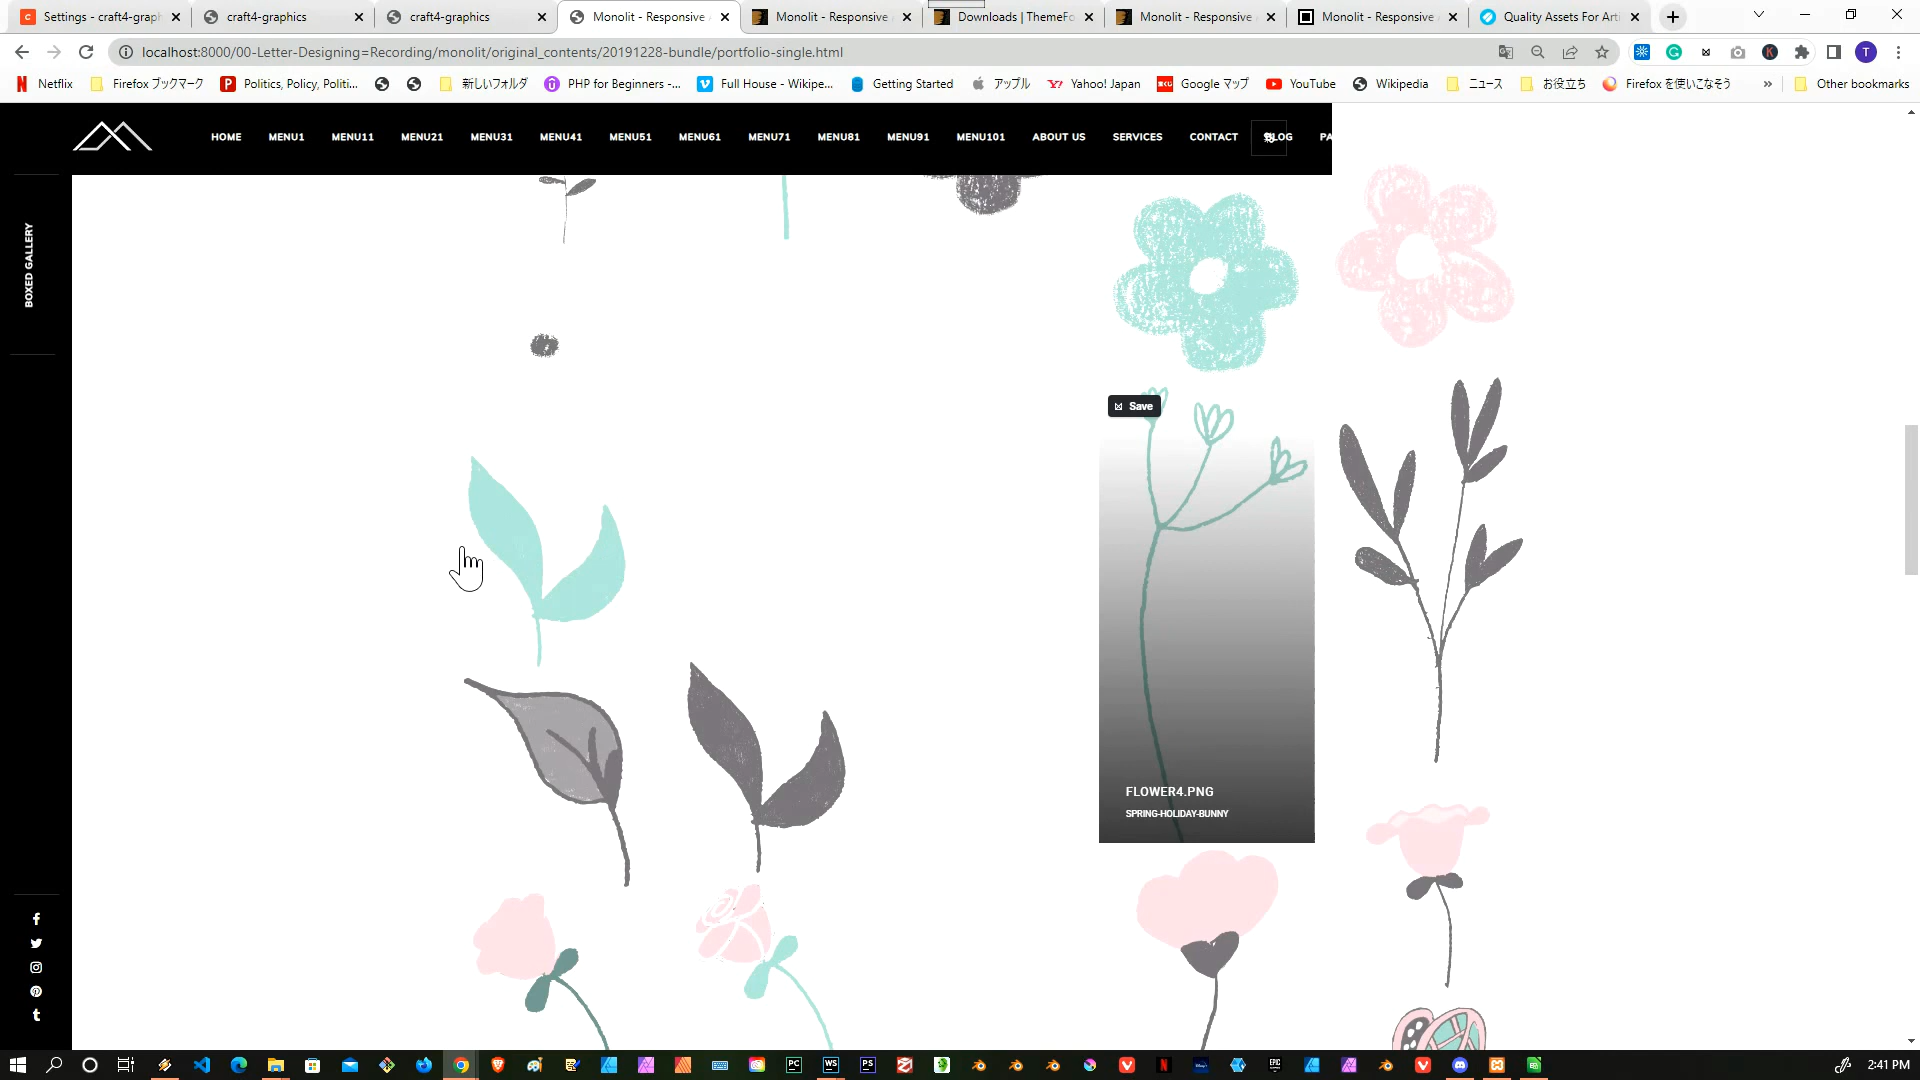 Settings - craft4-graph
craft4-graphics
craft4-graphics
Monolit - Responsive
Monolit - Responsive
Downloads | ThemeFo
Monolit - Responsive
Monolit - Responsive
Quality Assets For Arti
localhost:8000/00-Letter-Designing=Recording/monolit/original_contents/20191228-bundle/portfolio-single.html
Netflix
Firefox ブックマーク
Politics, Policy, Politi...
新しいフォルダ
PHP for Beginners -...
Full House - Wikipe...
Getting Started
アップル
Yahoo! Japan
Google マップ
YouTube
Wikipedia
ニュース
お役立ち
Firefox を使いこなそう
Other bookmarks
HOME
MENU1
MENU11
MENU21
MENU31
MENU41
MENU51
MENU61
MENU71
MENU81
MENU91
MENU101
ABOUT US
SERVICES
CONTACT
BLOG
PA
BOXED GALLERY
Save
FLOWER4.PNG
SPRING-HOLIDAY-BUNNY
2:41 PM